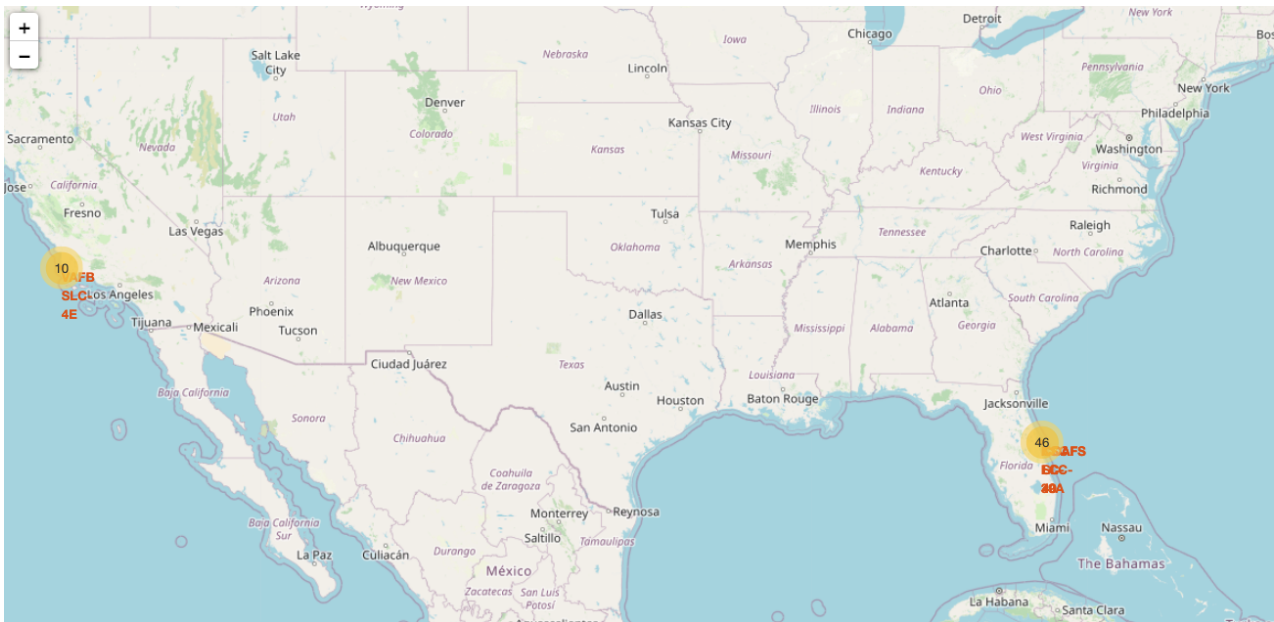 Wyoming
+
Detroit
New York
Chicago
Iowa
−
Salt Lake
City
Nebraska
Lincoln
Pennsylvania
New York
Denver
Ohio
Utah
Illinois
Indiana
Philadelphia
Colorado
Kansas City
Sacramento
Nevada
Kansas
Missouri
West Virginia
Washington
Virginia
Kentucky
California
Richmond
Jose
Fresno
Tulsa
Las Vegas
Raleigh
Tennessee
Albuquerque
Oklahoma
Memphis
Charlotte
North Carolina
Arkansas
10
Arizona
New Mexico
SLC-
Los Angeles
4E
South Carolina
Atlanta
Phoenix
Dallas
Tijuana
Mexicali
Tucson
Mississippi
Alabama
Georgia
Ciudad Juárez
Texas
Louisiana
Austin
Baja California
Houston
Baton Rouge
Jacksonville
Sonora
San Antonio
Chihuahua
46
Florida
Coahuila
de Zaragoza
Monterrey
Reynosa
Baja California
Sur
Saltillo
Tamaulipas
Miami
Nassau
La Paz
Culiacán
Durango
The Bahamas
México
Zacatecas
San Luis
Potosí
La Habana
Santa Clara